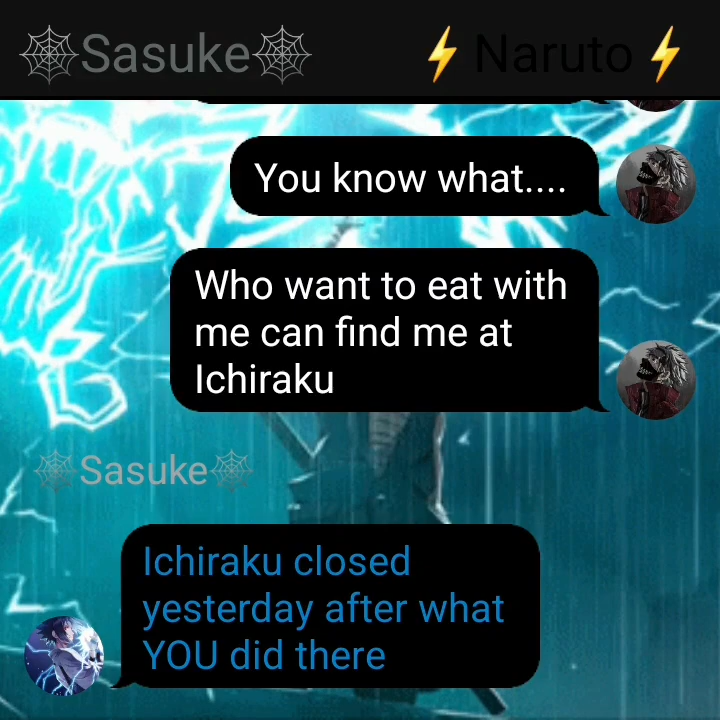 🕸Sasuke🕸 ⚡ Naruto ⚡
You know what....
Who want to eat with
me can find me at
Ichiraku
🕸Sasuke🕸
Ichiraku closed
yesterday after what
YOU did there